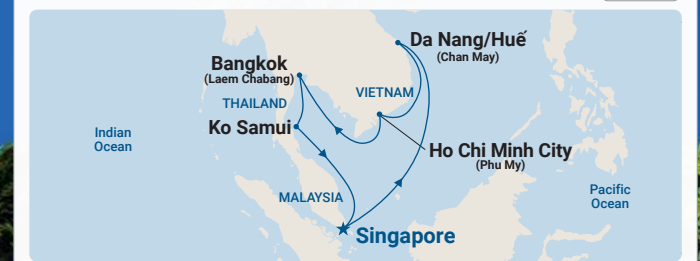 Da Nang/Huế
(Chan May)
Bangkok
(Laem Chabang)
VIETNAM
THAILAND
Ko Samui
Indian
Ocean
Ho Chi Minh City
(Phu My)
Pacific
Ocean
MALAYSIA
Singapore